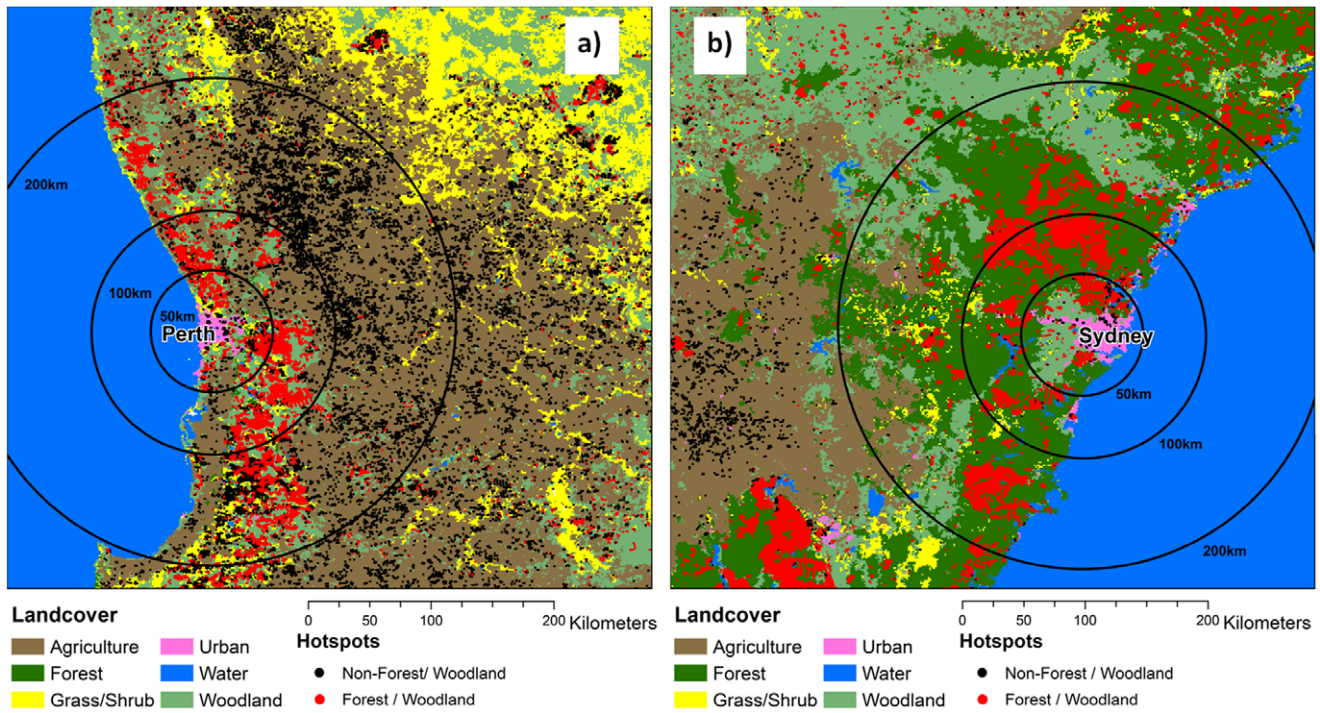 a)
200km
100km
50km
Perth
b)
Sydney
50km
100km
200km
Landcover
Agriculture
Forest
Grass/Shrub
Urban
Water
Woodland
0 50 100 200 Kilometers
Hotspots
Non-Forest/ Woodland
Forest / Woodland
Landcover
Agriculture
Forest
Grass/Shrub
Urban
Water
Woodland
0 50 100 200 Kilometers
Hotspots
Non-Forest/ Woodland
Forest / Woodland